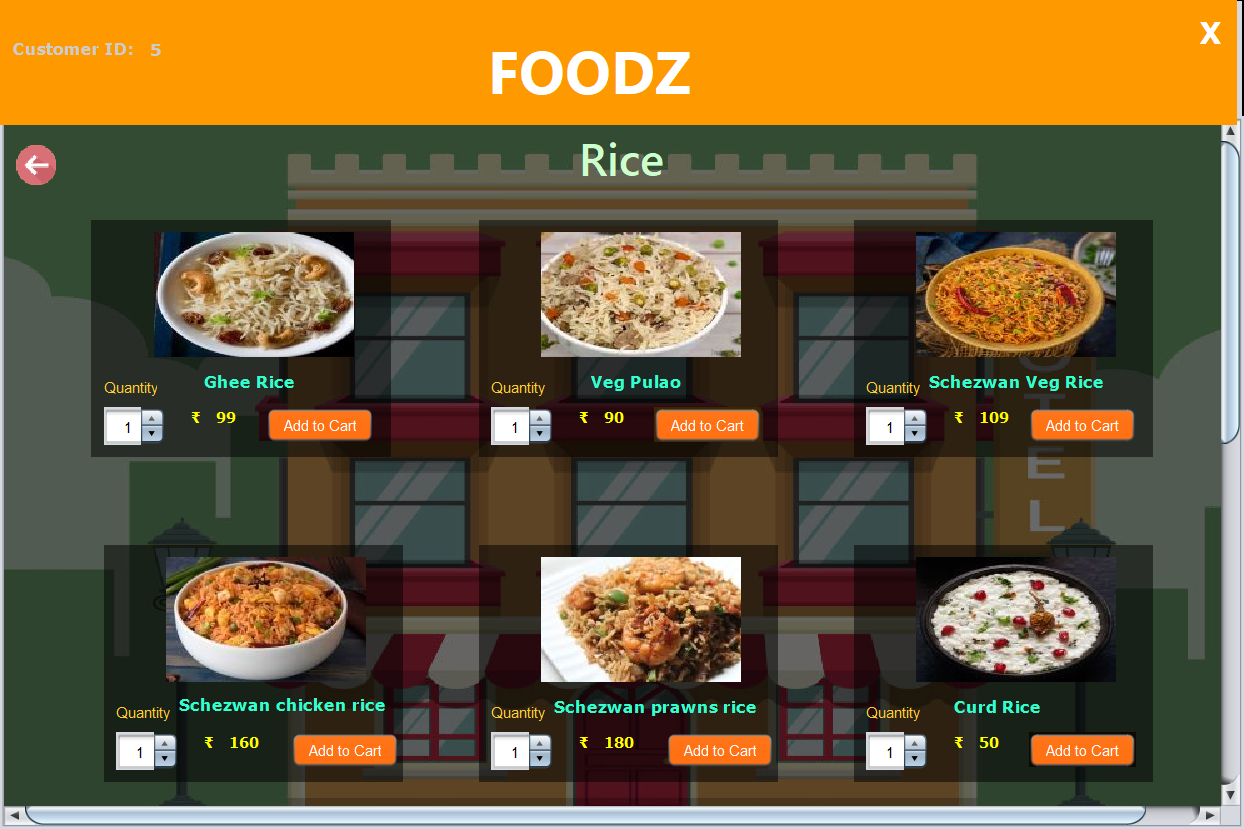 Customer ID: 5
X
FOODZ
Rice
Ghee Rice
Quantity
1
₹ 99
Add to Cart
Veg Pulao
Quantity
1
₹ 90
Add to Cart
Schezwan Veg Rice
Quantity
1
₹ 109
Add to Cart
TEL
Schezwan chicken rice
Quantity
1
₹ 160
Add to Cart
Schezwan prawns rice
Quantity
1
₹ 180
Add to Cart
Curd Rice
Quantity
1
₹ 50
Add to Cart